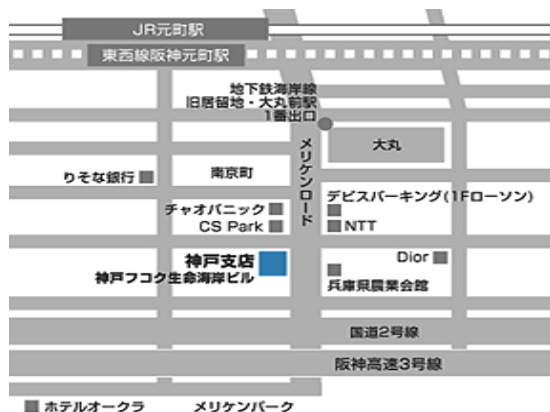 JR元町駅
東西線阪神元町駅
地下鉄海岸線
旧居留地・大丸前駅
1番出口
大丸
メリケンロード
南京町
りそな銀行
デビスパーキング(1Fローソン)
チャオパニック
CS Park
NTT
神戸支店
神戸フコク生命海岸ビル
Dior
兵庫県農業会館
国道2号線
阪神高速3号線
ホテルオークラ
メリケンパーク